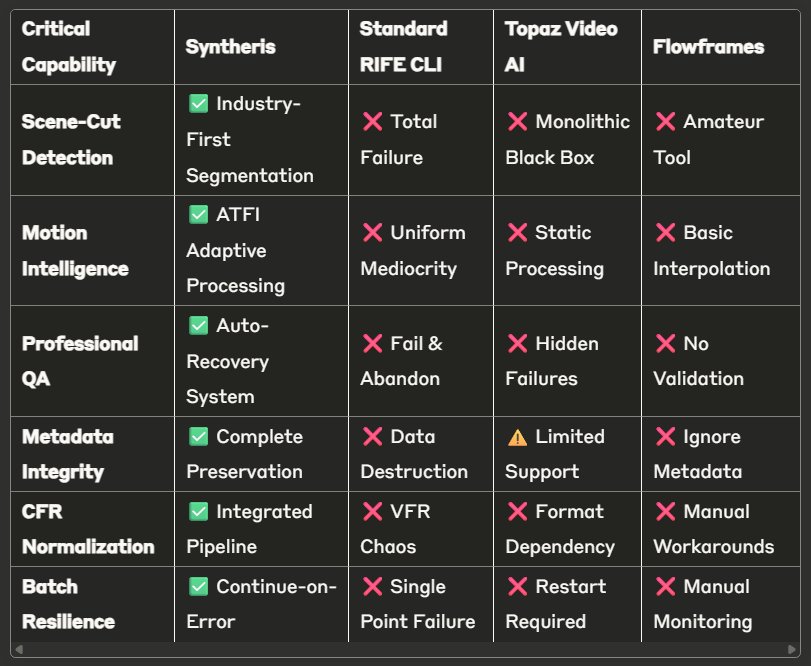 Critical Capability | Syntheris | Standard RIFE CLI | Topaz Video AI | Flowframes
Scene-Cut Detection | ✅ Industry-First Segmentation | ❌ Total Failure | ❌ Monolithic Black Box | ❌ Amateur Tool
Motion Intelligence | ✅ ATFI Adaptive Processing | ❌ Uniform Mediocrity | ❌ Static Processing | ❌ Basic Interpolation
Professional QA | ✅ Auto-Recovery System | ❌ Fail & Abandon | ❌ Hidden Failures | ❌ No Validation
Metadata Integrity | ✅ Complete Preservation | ❌ Data Destruction | ⚠️ Limited Support | ❌ Ignore Metadata
CFR Normalization | ✅ Integrated Pipeline | ❌ VFR Chaos | ❌ Format Dependency | ❌ Manual Workarounds
Batch Resilience | ✅ Continue-on-Error | ❌ Single Point Failure | ❌ Restart Required | ❌ Manual Monitoring